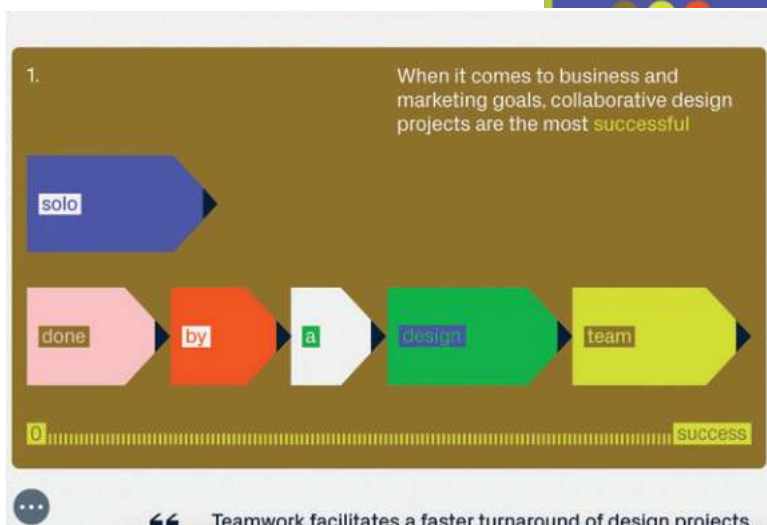 1.
When it comes to business and
marketing goals, collaborative design
projects are the most successful
solo
done by a design team
0 success
“ Teamwork facilitates a faster turnaround of design projects